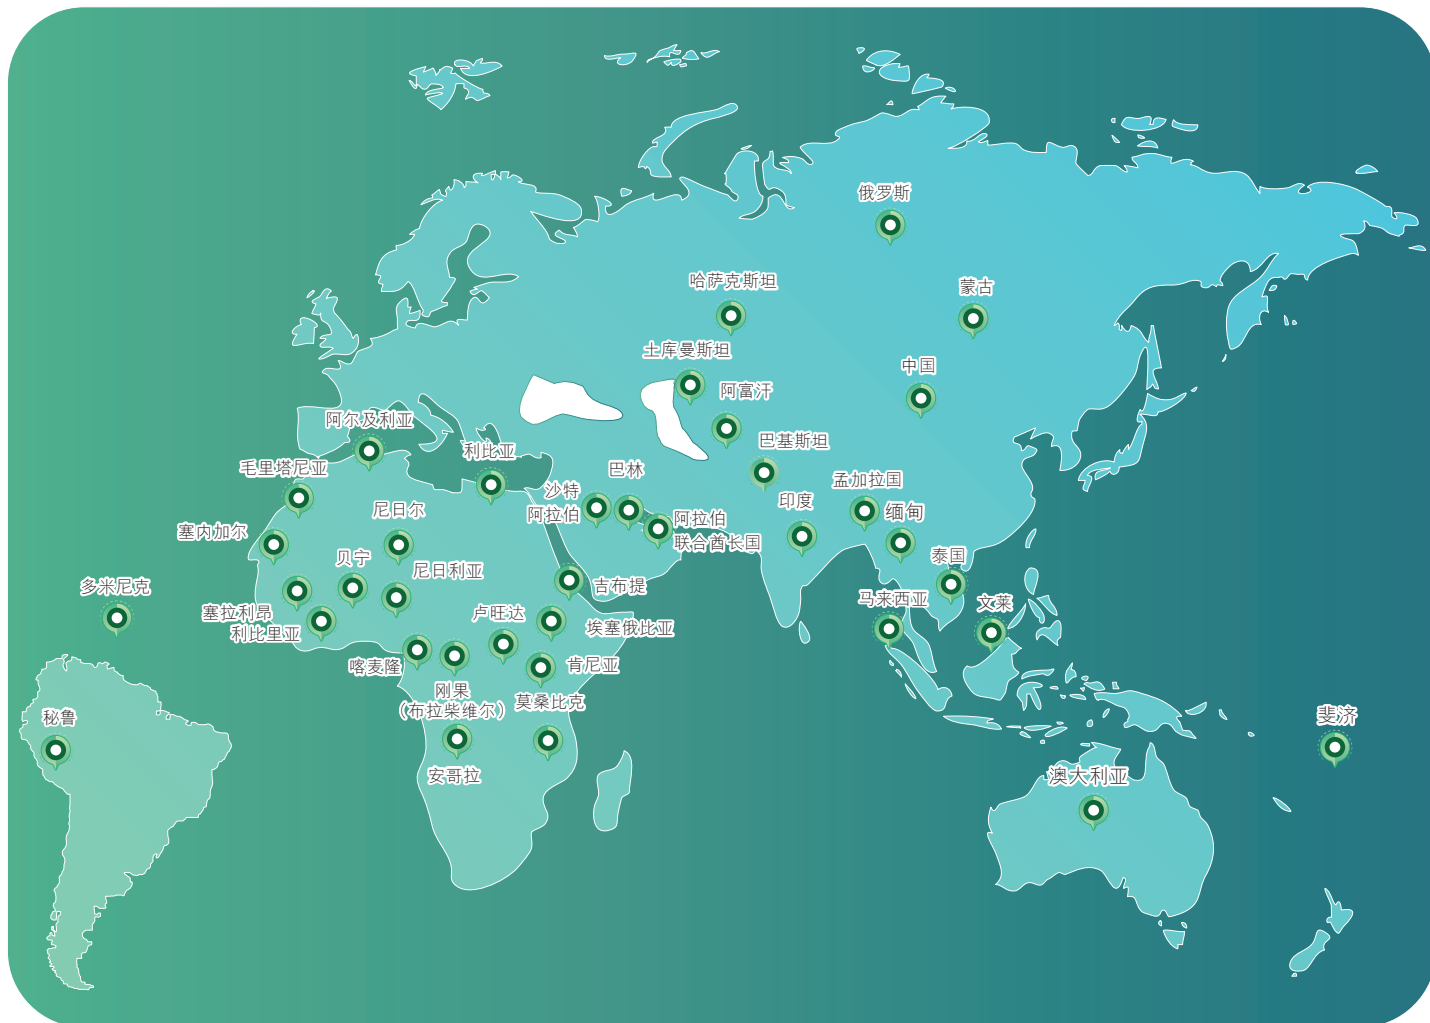 俄罗斯
哈萨克斯坦
蒙古
土库曼斯坦
中国
阿富汗
阿尔及利亚
巴基斯坦
利比亚
毛里塔尼亚
巴林
孟加拉国
沙特
阿拉伯
印度
尼日尔
缅甸
阿拉伯
联合酋长国
塞内加尔
贝宁
泰国
尼日利亚
多米尼克
吉布提
马来西亚
文莱
塞拉利昂
利比里亚
卢旺达
埃塞俄比亚
喀麦隆
肯尼亚
刚果
（布拉柴维尔）
莫桑比克
秘鲁
斐济
安哥拉
澳大利亚